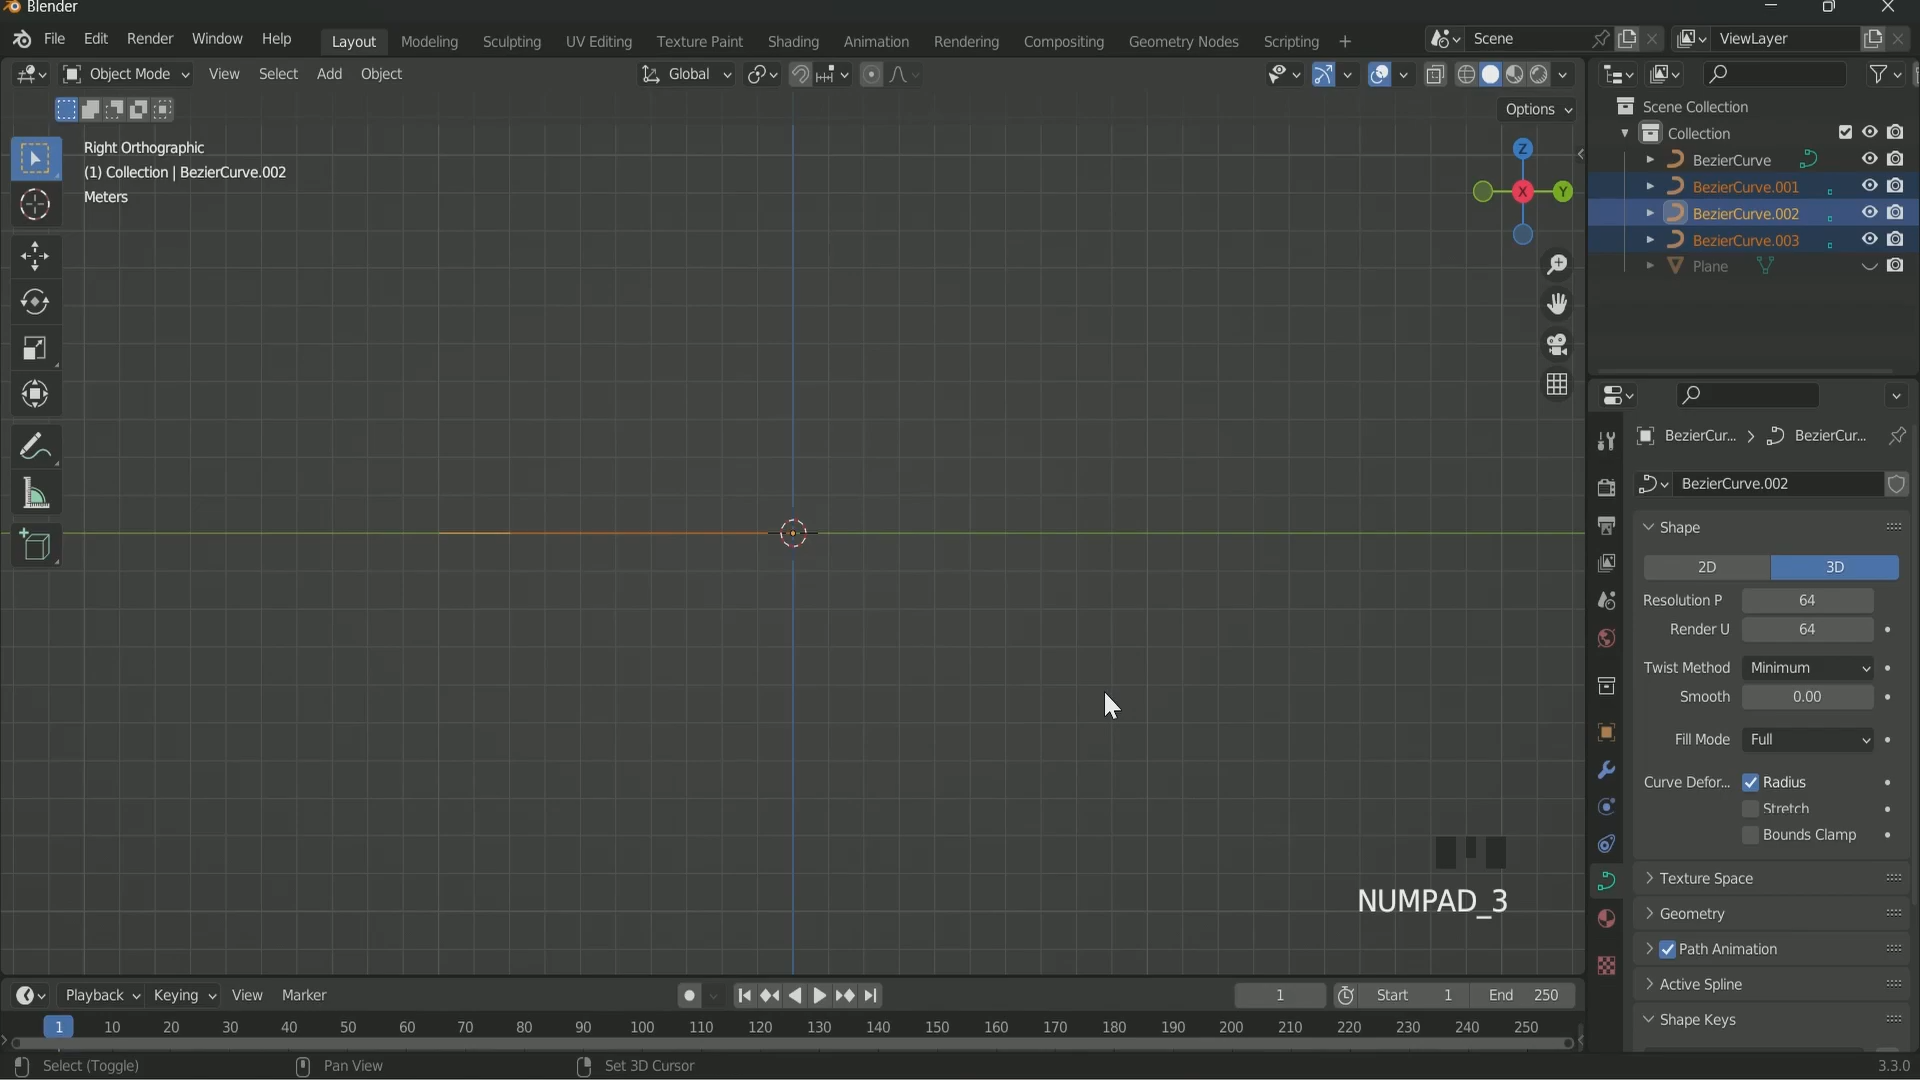 Blender
File Edit Render Window Help Layout Modeling Sculpting UV Editing Texture Paint Shading Animation Rendering Compositing Geometry Nodes Scripting + Scene ViewLayer
Object Mode View Select Add Object Global
Options
Right Orthographic
(1) Collection | BezierCurve.002
Meters
Z
X
Y
Scene Collection
Collection
BezierCurve
BezierCurve.001
BezierCurve.002
BezierCurve.003
Plane
BezierCur... BezierCur...
BezierCurve.002
Shape
2D 3D
Resolution P 64
Render U 64
Twist Method Minimum
Smooth 0.00
Fill Mode Full
Curve Defor... Radius
Stretch
Bounds Clamp
Texture Space
Geometry
Path Animation
Active Spline
Shape Keys
NUMPAD_3
Playback Keying View Marker 1 Start 1 End 250
1 10 20 30 40 50 60 70 80 90 100 110 120 130 140 150 160 170 180 190 200 210 220 230 240 250
Select (Toggle) Pan View Set 3D Cursor 3.3.0